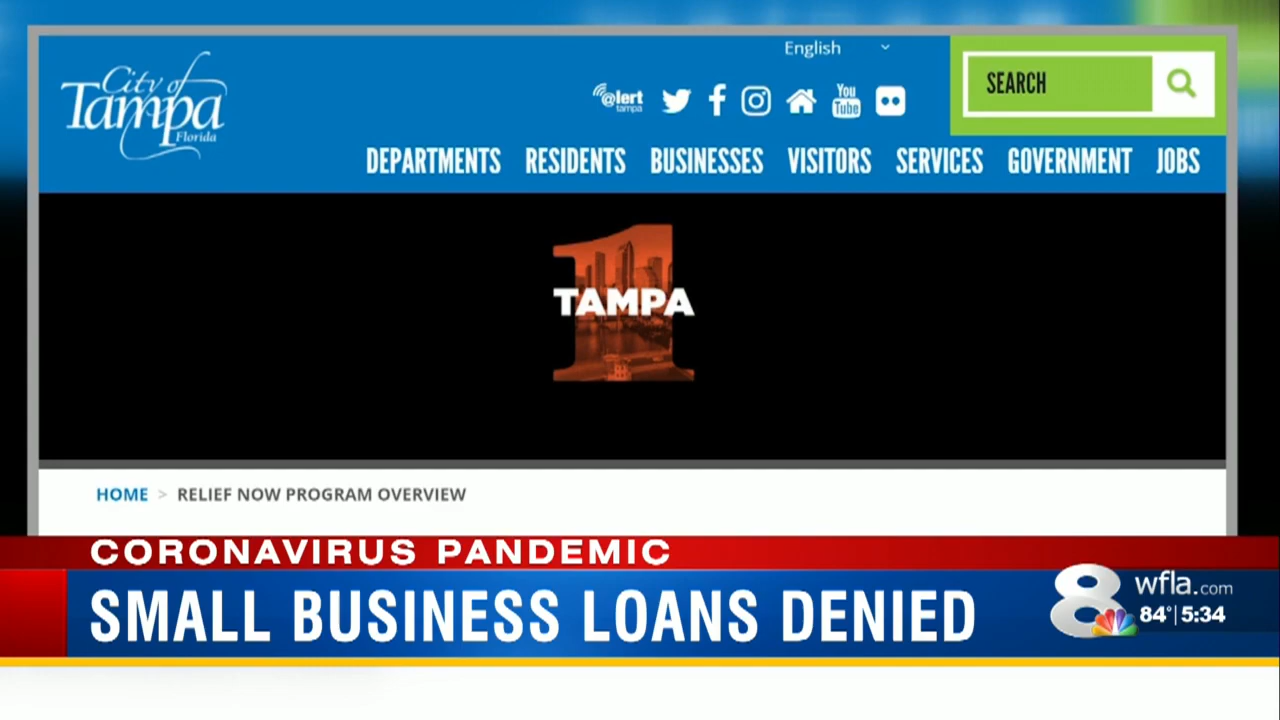 English
City of
Tampa
Florida
@lert
tampa
You
Tube
SEARCH
DEPARTMENTS RESIDENTS BUSINESSES VISITORS SERVICES GOVERNMENT JOBS
1
TAMPA
HOME > RELIEF NOW PROGRAM OVERVIEW
CORONAVIRUS PANDEMIC
SMALL BUSINESS LOANS DENIED
8
wfla.com
84° | 5:34